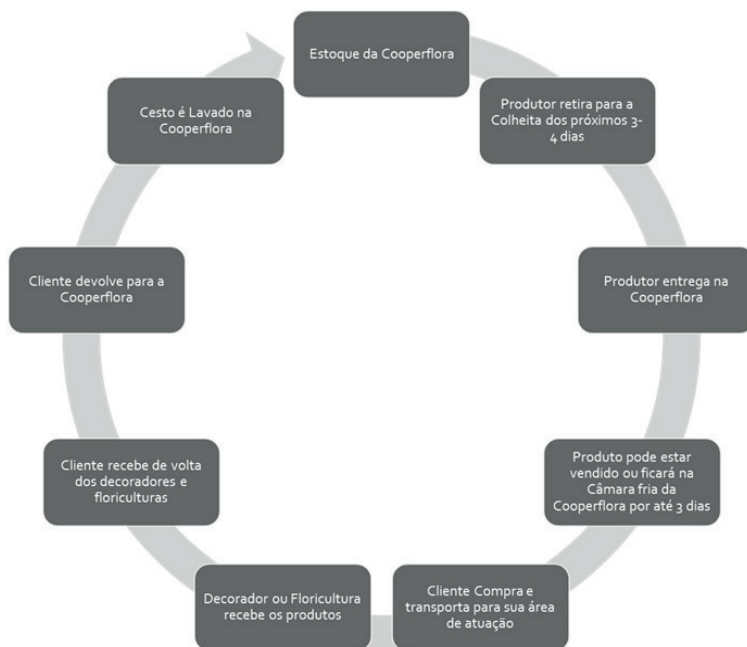 Estoque da Cooperflora
Produtor retira para a
Colheita dos próximos 3-
4 dias
Produtor entrega na
Cooperflora
Produto pode estar
vendido ou ficará na
Câmara fria da
Cooperflora por até 3 dias
Cliente Compra e
transporta para sua área
de atuação
Decorador ou Floricultura
recebe os produtos
Cliente recebe de volta
dos decoradores e
floriculturas
Cliente devolve para a
Cooperflora
Cesto é Lavado na
Cooperflora